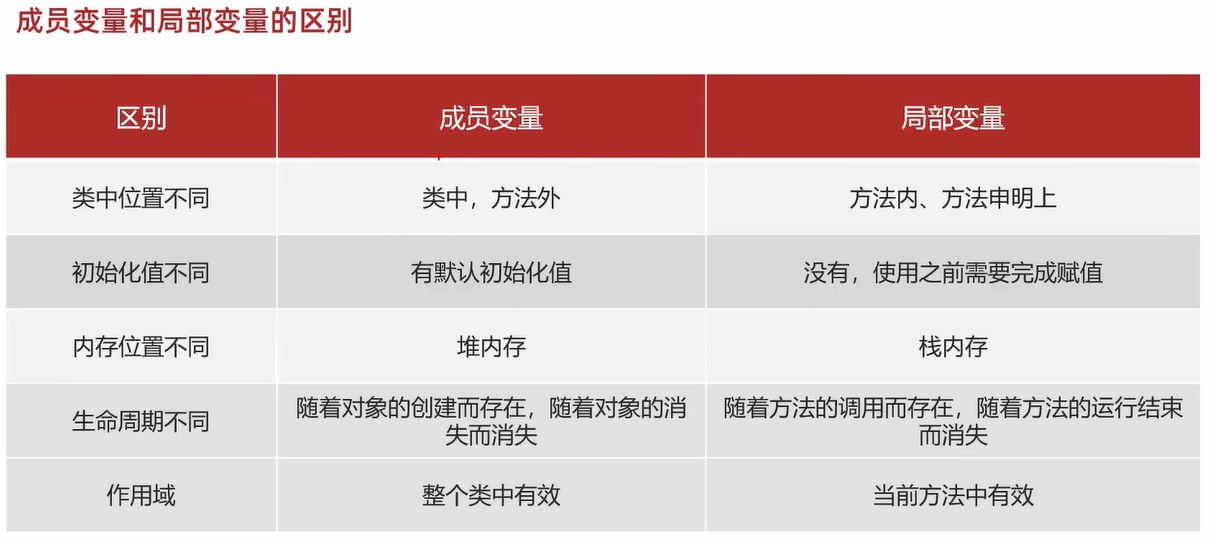 成员变量和局部变量的区别
区别 成员变量 局部变量
类中位置不同 类中，方法外 方法内、方法申明上
初始化值不同 有默认初始化值 没有，使用之前需要完成赋值
内存位置不同 堆内存 栈内存
生命周期不同 随着对象的创建而存在，随着对象的消 随着方法的调用而存在，随着方法的运行结束
失而消失 而消失
作用域 整个类中有效 当前方法中有效